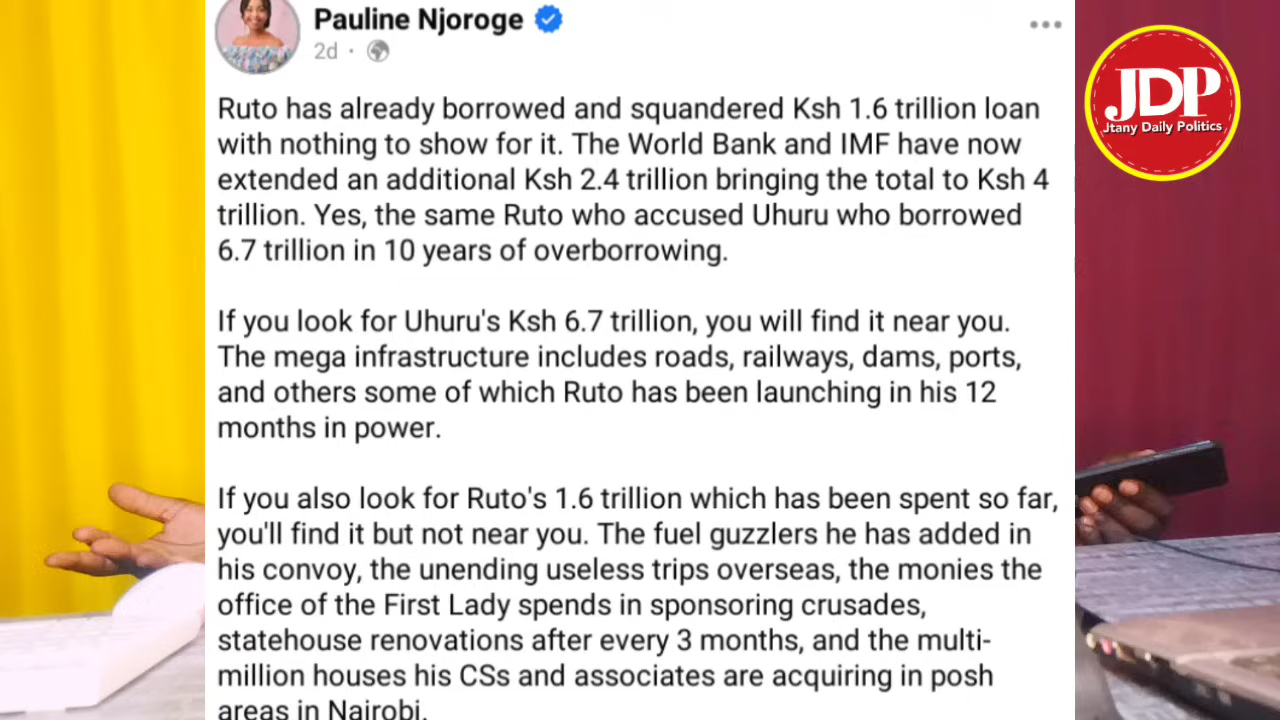 Pauline Njoroge
2d ·
Ruto has already borrowed and squandered Ksh 1.6 trillion loan
with nothing to show for it. The World Bank and IMF have now
extended an additional Ksh 2.4 trillion bringing the total to Ksh 4
trillion. Yes, the same Ruto who accused Uhuru who borrowed
6.7 trillion in 10 years of overborrowing.
If you look for Uhuru's Ksh 6.7 trillion, you will find it near you.
The mega infrastructure includes roads, railways, dams, ports,
and others some of which Ruto has been launching in his 12
months in power.
If you also look for Ruto's 1.6 trillion which has been spent so far,
you'll find it but not near you. The fuel guzzlers he has added in
his convoy, the unending useless trips overseas, the monies the
office of the First Lady spends in sponsoring crusades,
statehouse renovations after every 3 months, and the multi-
million houses his CSs and associates are acquiring in posh
areas in Nairobi.
JDP
Jtany Daily Politics